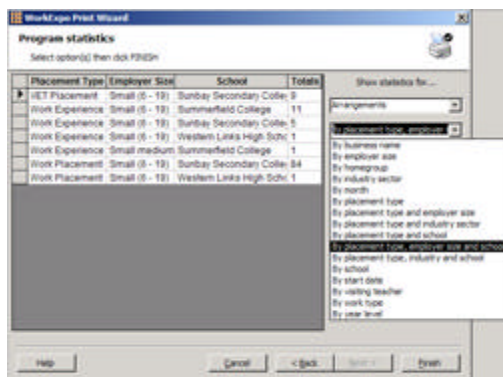 WorkExpo Print Wizard
Program statistics
Select option(s) then click FINISH
Placement Type Employer Size School Totals
VET Placement Small (6 - 19) Sunbay Secondary Colle 9
Work Experience Small (6 - 19) Summerfield College 11
Work Experience Small (6 - 19) Sunbay Secondary Colle 5
Work Experience Small (6 - 19) Western Links High Scho 1
Work Experience Small medium Summerfield College 1
Work Placement Small (6 - 19) Sunbay Secondary Colle 84
Work Placement Small (6 - 19) Western Links High Scho 1
Show statistics for...
Arrangements
By placement type, employer
By business name
By employer size
By homegroup
By industry sector
By month
By placement type
By placement type and employer size
By placement type and industry sector
By placement type and school
By placement type, employer size and school
By placement type, industry and school
By school
By start date
By visiting teacher
By work type
By year level
Help
Cancel
< Back
Next >
Finish